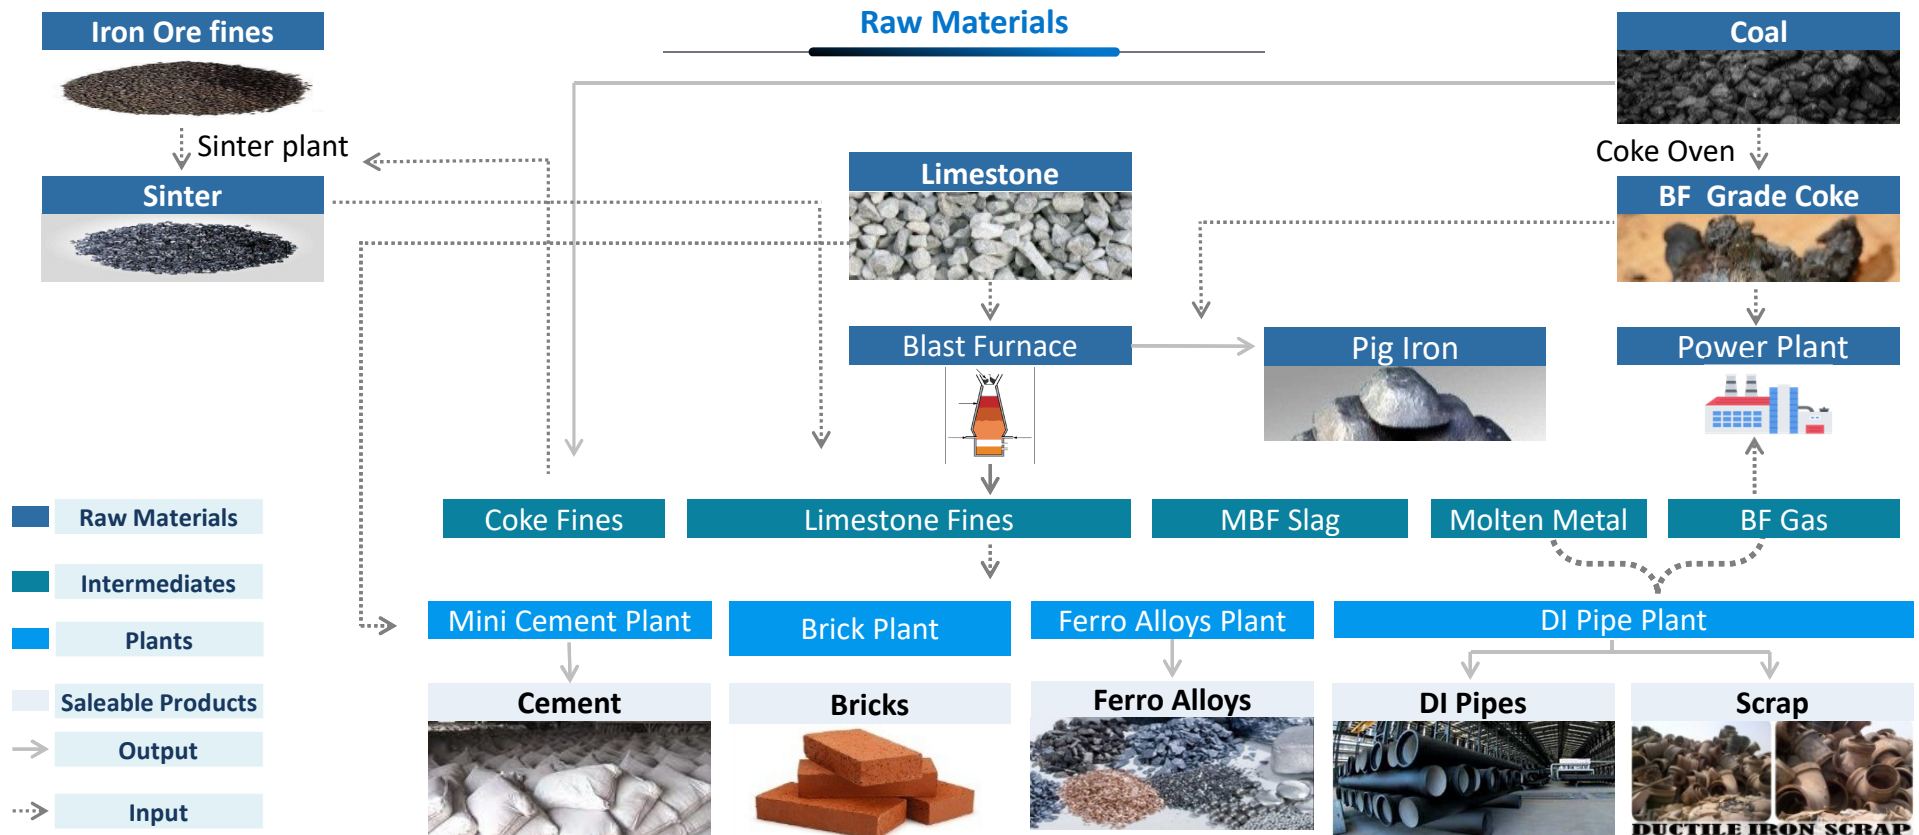 Raw Materials
Iron Ore fines
Coal
Sinter plant
Coke Oven
Limestone
Sinter
BF Grade Coke
Blast Furnace
Pig Iron
Power Plant
Coke Fines
Limestone Fines
MBF Slag
Molten Metal
BF Gas
Raw Materials
Intermediates
Plants
Saleable Products
Output
Input
Mini Cement Plant
Brick Plant
Ferro Alloys Plant
DI Pipe Plant
Cement
Bricks
Ferro Alloys
DI Pipes
Scrap
DUCTILE IRON SCRAP